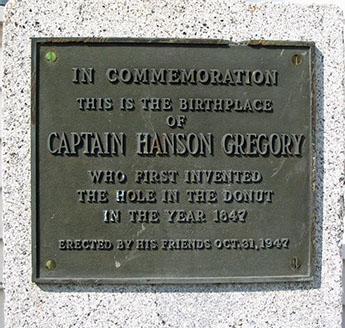 IN COMMEMORATION
THIS IS THE BIRTHPLACE
OF
CAPTAIN HANSON GREGORY
WHO FIRST INVENTED
THE HOLE IN THE DONUT
IN THE YEAR 1847
ERECTED BY HIS FRIENDS OCT. 31, 1947